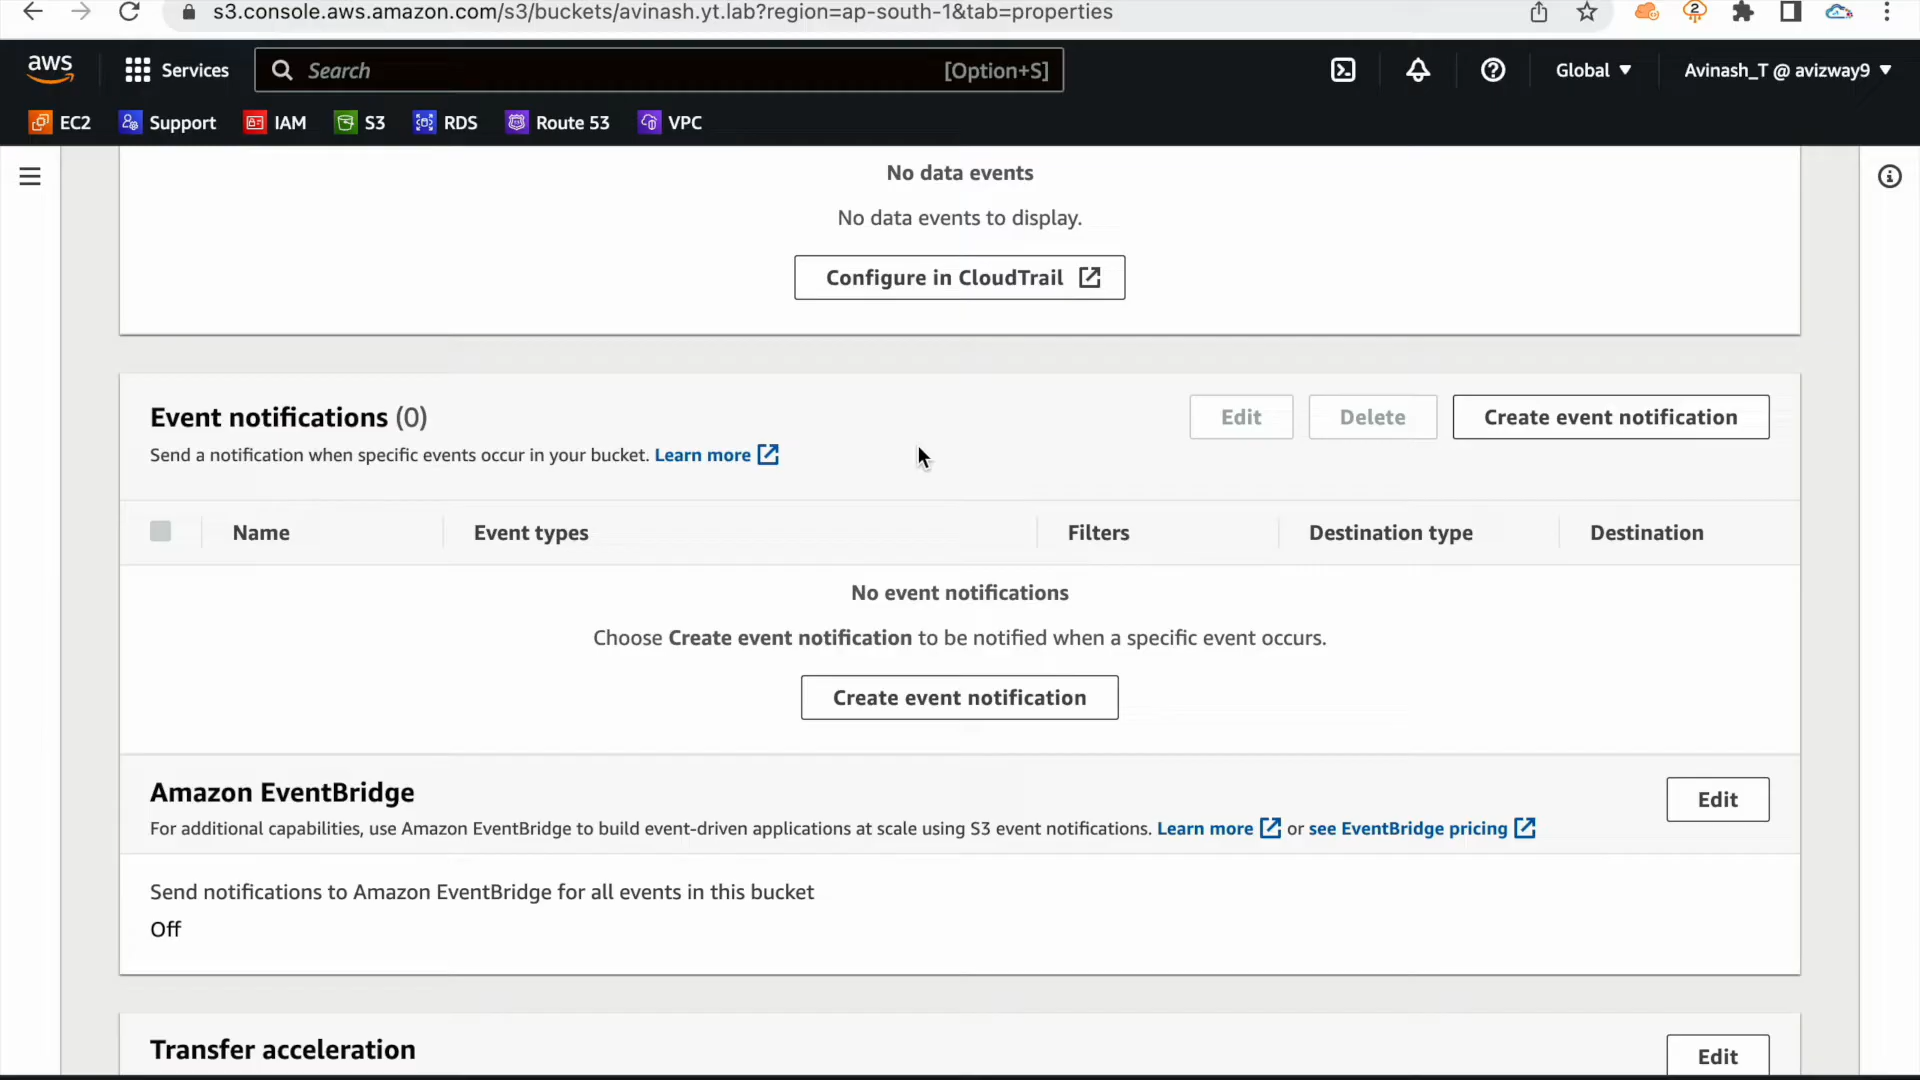 s3.console.aws.amazon.com/s3/buckets/avinash.yt.lab?region=ap-south-1&tab=properties
2
aws Services Search [Option+S] Global ▼ Avinash_T @ avizway9 ▼
EC2 Support IAM S3 RDS Route 53 VPC
No data events
No data events to display.
Configure in CloudTrail
Event notifications (0) Edit Delete Create event notification
Send a notification when specific events occur in your bucket. Learn more
Name Event types Filters Destination type Destination
No event notifications
Choose Create event notification to be notified when a specific event occurs.
Create event notification
Amazon EventBridge Edit
For additional capabilities, use Amazon EventBridge to build event-driven applications at scale using S3 event notifications. Learn more or see EventBridge pricing
Send notifications to Amazon EventBridge for all events in this bucket
Off
Transfer acceleration Edit